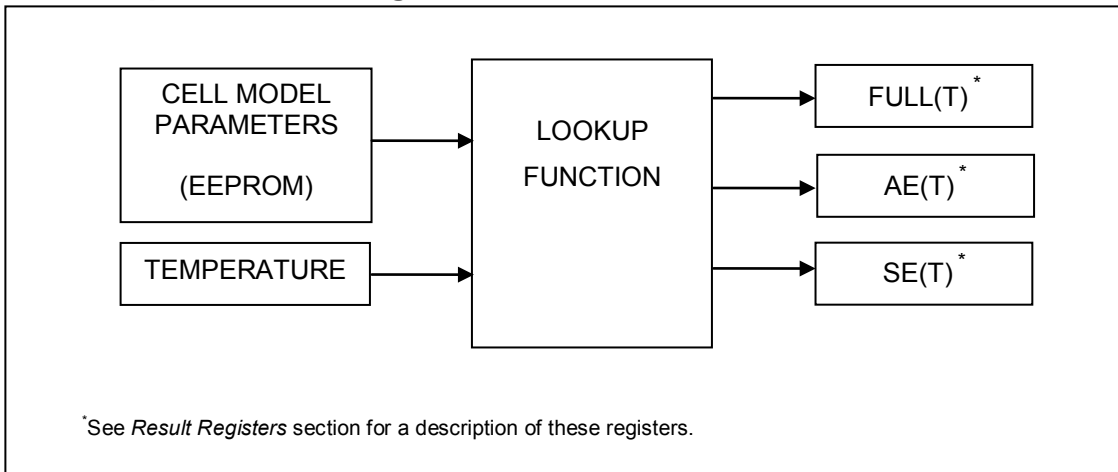 CELL MODEL
PARAMETERS
(EEPROM)
TEMPERATURE
LOOKUP
FUNCTION
FULL(T)*
AE(T)*
SE(T)*
*See Result Registers section for a description of these registers.